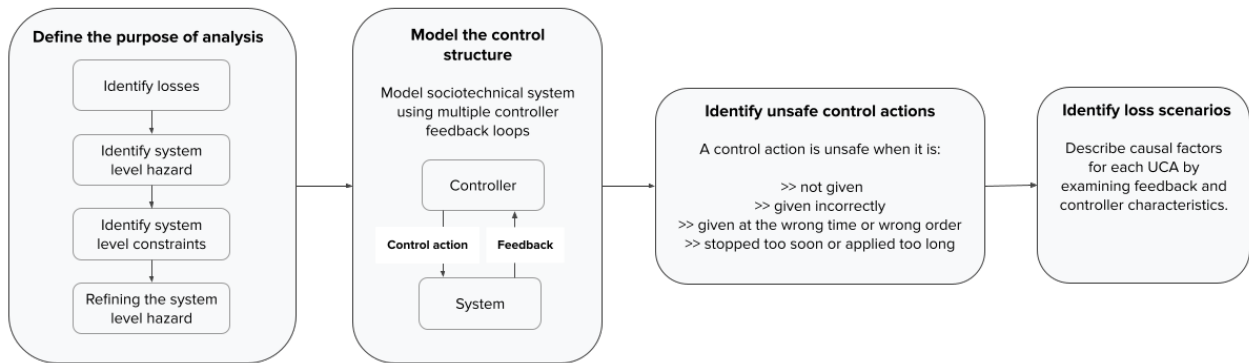 Define the purpose of analysis
Identify losses
Identify system
level hazard
Identify system
level constraints
Refining the system
level hazard
Model the control
structure
Model sociotechnical system
using multiple controller
feedback loops
Controller
Control action
Feedback
System
Identify unsafe control actions
A control action is unsafe when it is:
>> not given
>> given incorrectly
>> given at the wrong time or wrong order
>> stopped too soon or applied too long
Identify loss scenarios
Describe causal factors
for each UCA by
examining feedback and
controller characteristics.